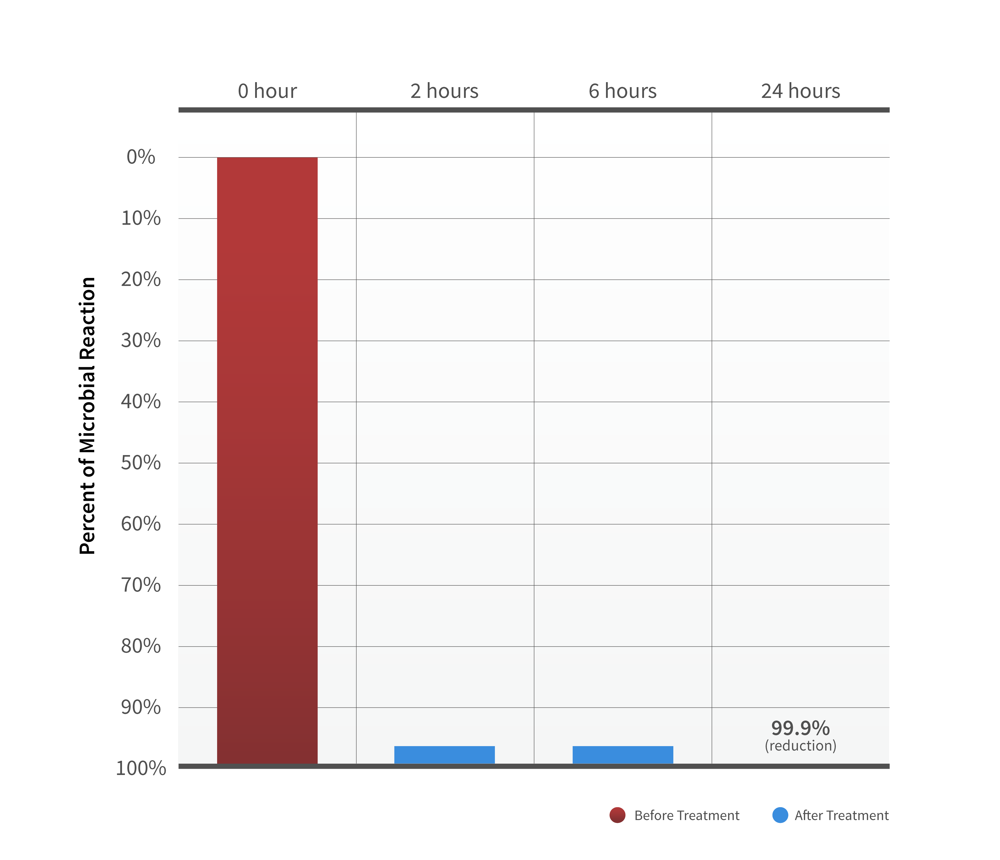 0 hour
2 hours
6 hours
24 hours
Percent of Microbial Reaction
0%
10%
20%
30%
40%
50%
60%
70%
80%
90%
100%
99.9%
(reduction)
Before Treatment
After Treatment